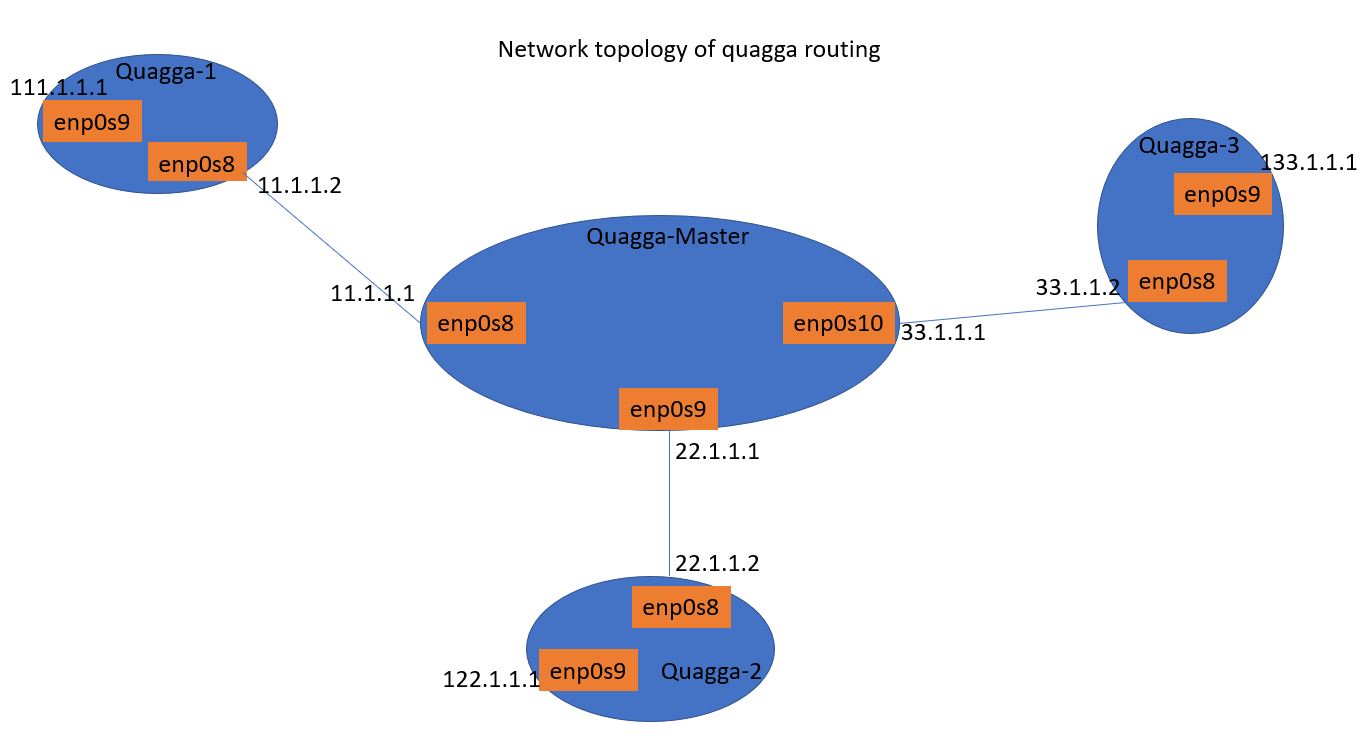 Network topology of quagga routing
Quagga-1
111.1.1.1
enp0s9
enp0s8
11.1.1.2
Quagga-3
133.1.1.1
enp0s9
enp0s8
33.1.1.2
Quagga-Master
11.1.1.1
enp0s8
enp0s10
33.1.1.1
enp0s9
22.1.1.1
22.1.1.2
enp0s8
enp0s9
Quagga-2
122.1.1.1